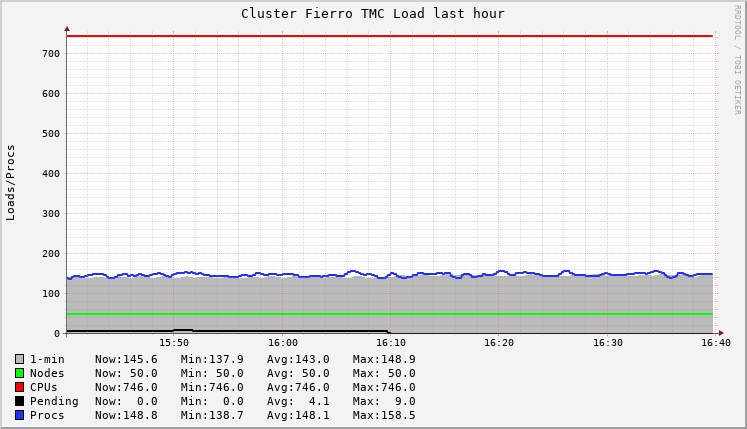 Cluster Fierro TMC Load last hour
RRDTOOL / TOBI OETIKER
Loads/Procs
700
600
500
400
300
200
100
0
15:50 16:00 16:10 16:20 16:30 16:40
1-min Now:145.6 Min:137.9 Avg:143.0 Max:148.9
Nodes Now: 50.0 Min: 50.0 Avg: 50.0 Max: 50.0
CPUs Now:746.0 Min:746.0 Avg:746.0 Max:746.0
Pending Now: 0.0 Min: 0.0 Avg: 4.1 Max: 9.0
Procs Now:148.8 Min:138.7 Avg:148.1 Max:158.5